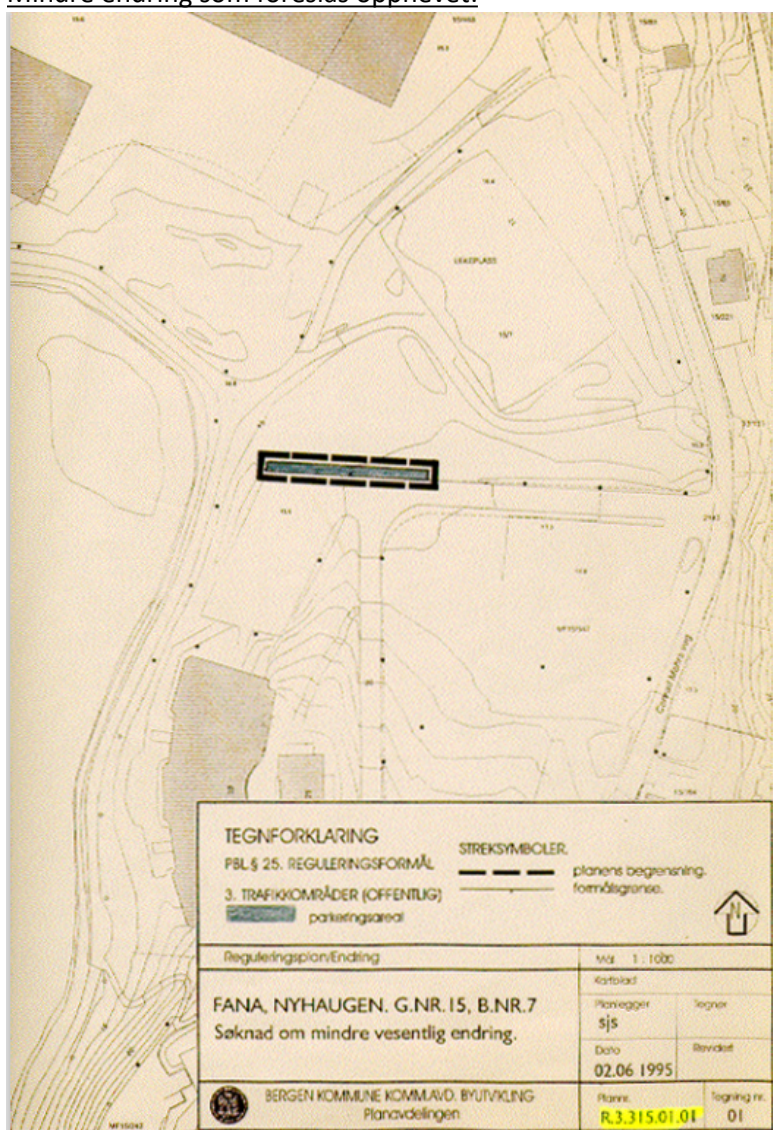 Mindre endring som foreslås opphevet:
LEKEPLASS
15/7
TEGNFORKLARING
PBL.§ 25. REGULERINGSFORMÅL
3. TRAFIKKOMRÅDER (OFFENTLIG)
parkeringsareal
STREKSYMBOLER.
planens begrensning.
formålsgrense.
N
Reguleringsplan/Endring
Mål 1 : 1000
FANA, NYHAUGEN. G.NR.15, B.NR.7
Søknad om mindre vesentlig endring.
Kartblad
Planlegger
sjs
Tegner
Dato
02.06 1995
Revidert
BERGEN KOMMUNE KOMM.AVD. BYUTVIKLING
Planavdelingen
Plannr.
R.3.315.01.01
Tegning nr.
01